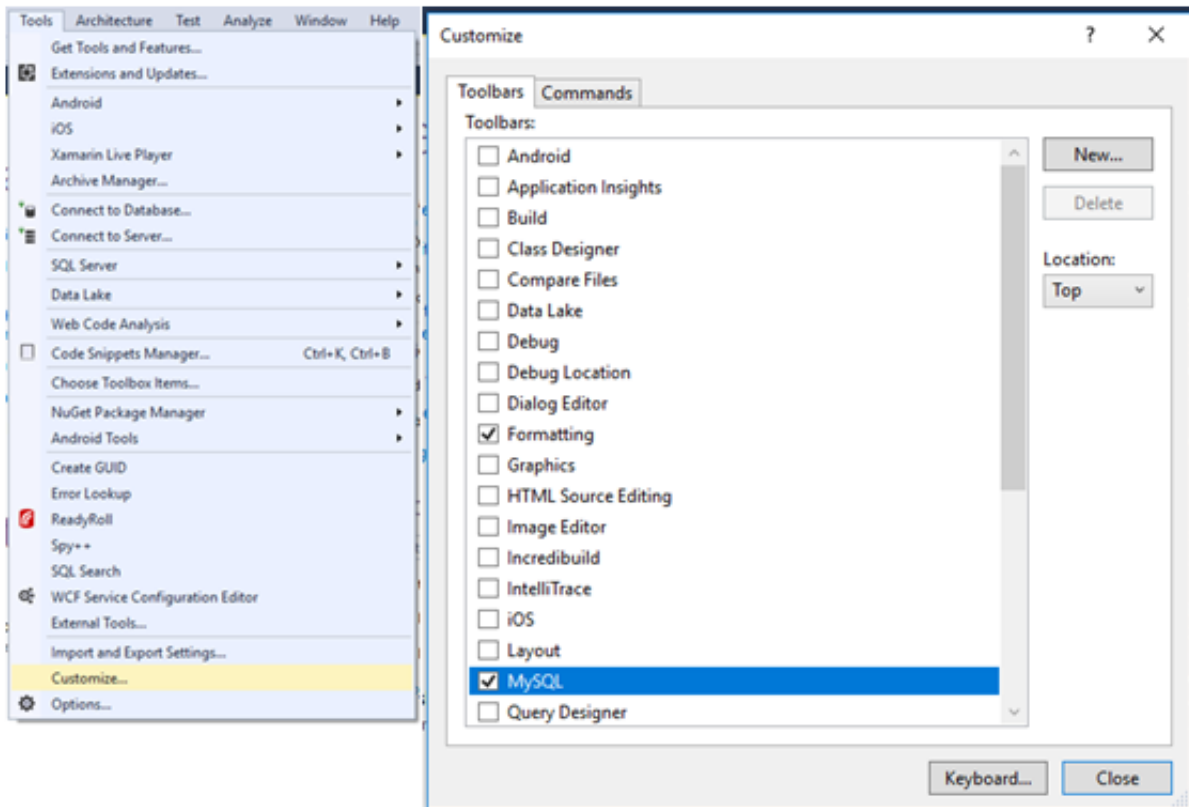 Tools Architecture Test Analyze Window Help
Get Tools and Features...
Extensions and Updates...
Android
iOS
Xamarin Live Player
Archive Manager...
Connect to Database...
Connect to Server...
SQL Server
Data Lake
Web Code Analysis
Code Snippets Manager... Ctrl+K, Ctrl+B
Choose Toolbox Items...
NuGet Package Manager
Android Tools
Create GUID
Error Lookup
ReadyRoll
Spy++
SQL Search
WCF Service Configuration Editor
External Tools...
Import and Export Settings...
Customize...
Options...
Customize ?
Toolbars Commands
Toolbars:
Android
Application Insights
Build
Class Designer
Compare Files
Data Lake
Debug
Debug Location
Dialog Editor
Formatting
Graphics
HTML Source Editing
Image Editor
Incredibuild
IntelliTrace
iOS
Layout
MySQL
Query Designer
New...
Delete
Location:
Top
Keyboard... Close